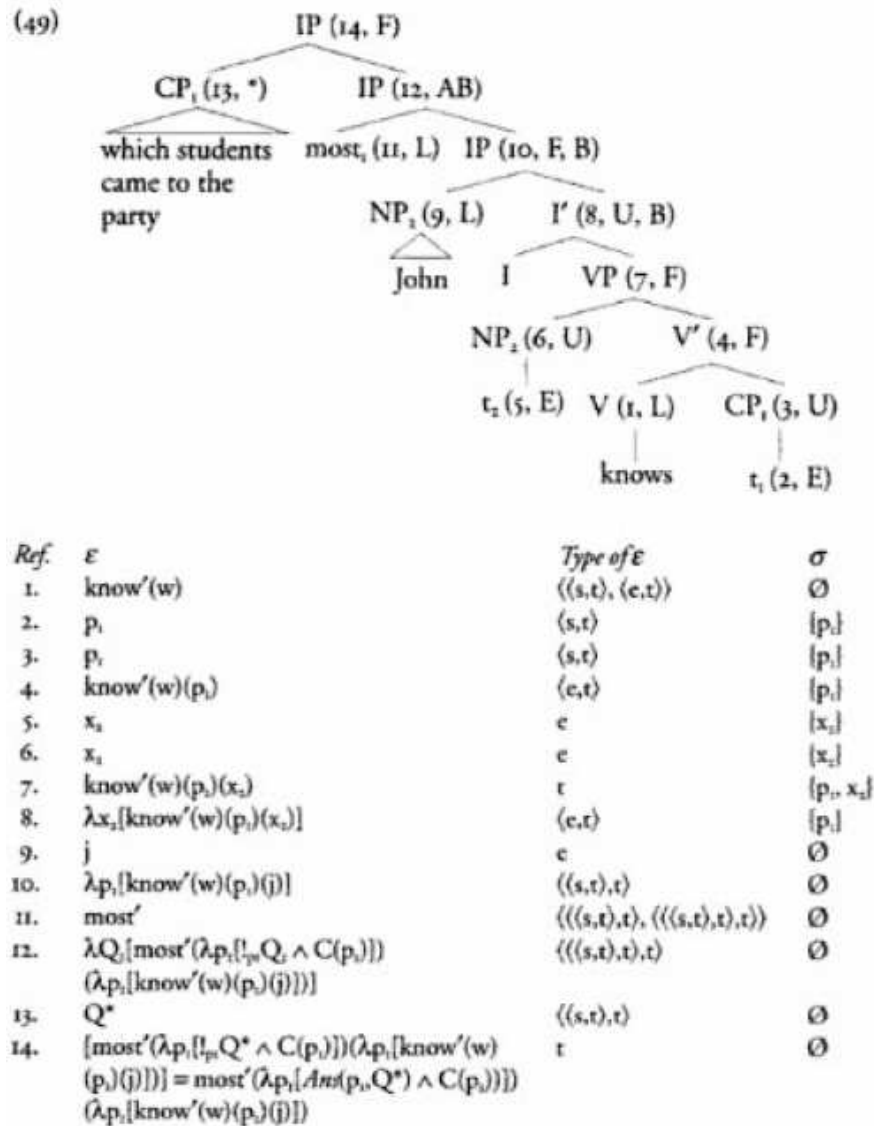 (49) IP (14, F)
CP₁ (13, *) IP (12, AB)
which students most₁ (11, L) IP (10, F, B)
came to the
party NP₂ (9, L) I′ (8, U, B)
John I VP (7, F)
NP₂ (6, U) V′ (4, F)
t₂ (5, E) V (1, L) CP₁ (3, U)
knows t₁ (2, E)
Ref. ε Type of ε σ
1. know′(w) ⟨⟨s,t⟩, ⟨e,t⟩⟩ ∅
2. p₁ ⟨s,t⟩ {p₁}
3. p₁ ⟨s,t⟩ {p₁}
4. know′(w)(p₁) ⟨e,t⟩ {p₁}
5. x₂ e {x₂}
6. x₂ e {x₂}
7. know′(w)(p₁)(x₂) t {p₁, x₂}
8. λx₂[know′(w)(p₁)(x₂)] ⟨e,t⟩ {p₁}
9. j e ∅
10. λp₁[know′(w)(p₁)(j)] ⟨⟨s,t⟩,t⟩ ∅
11. most′ ⟨⟨⟨s,t⟩,t⟩, ⟨⟨⟨s,t⟩,t⟩,t⟩⟩ ∅
12. λQ₁[most′(λp₁[!ₚ₁Q₁ ∧ C(p₁)]) ⟨⟨⟨s,t⟩,t⟩,t⟩ ∅
(λp₁[know′(w)(p₁)(j)])]
13. Q* ⟨⟨s,t⟩,t⟩ ∅
14. [most′(λp₁[!ₚ₁Q* ∧ C(p₁)])(λp₁[know′(w) t ∅
(p₁)(j)])] = most′(λp₁[Ans(p₁,Q*) ∧ C(p₁))])
(λp₁[know′(w)(p₁)(j)])